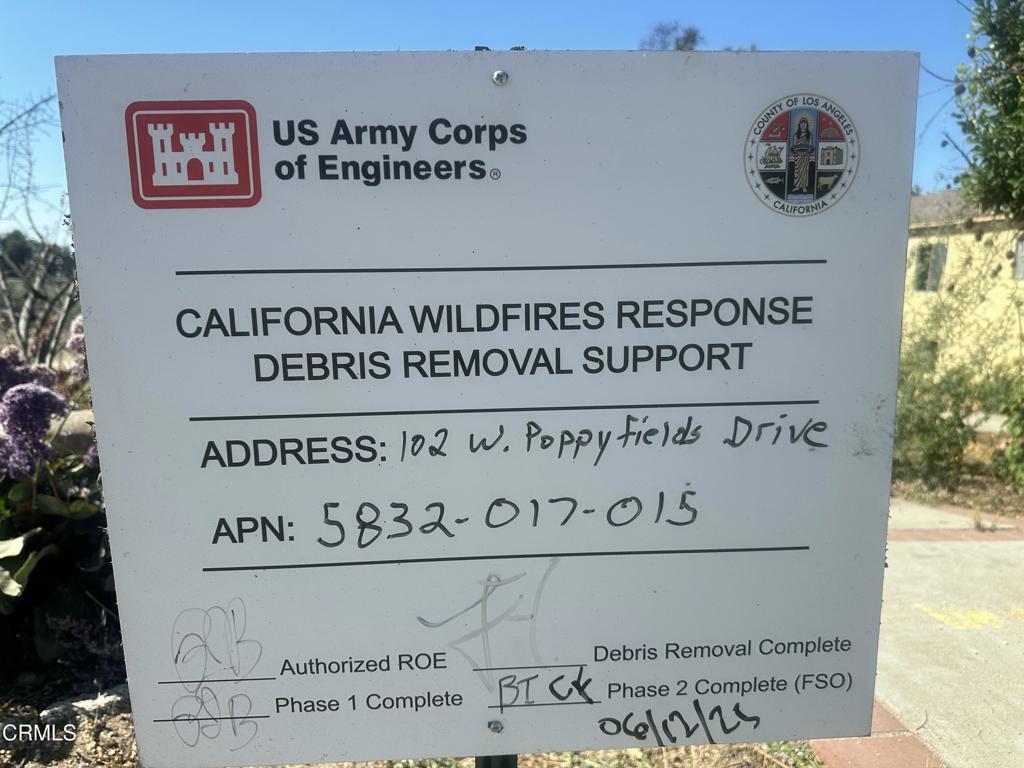 US Army Corps
of Engineers®
COUNTY OF LOS ANGELES
CALIFORNIA
CALIFORNIA WILDFIRES RESPONSE
DEBRIS REMOVAL SUPPORT
ADDRESS: 102 W. Poppyfields Drive
APN: 5832-017-015
Authorized ROE
Debris Removal Complete
Phase 1 Complete
Phase 2 Complete (FSO)
06/12/25
CRMLS